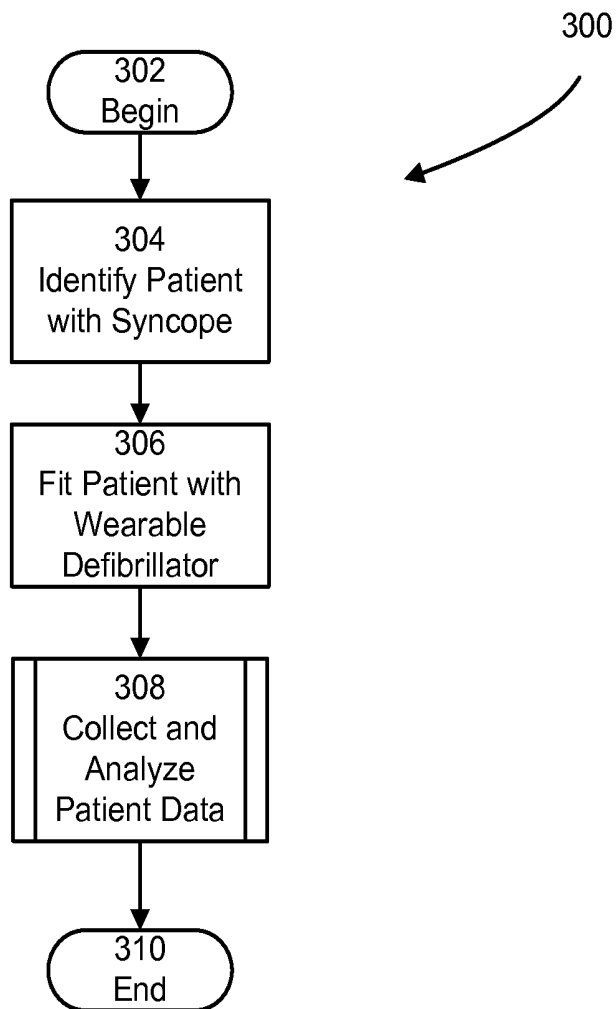 300
302
Begin
304
Identify Patient
with Syncope
306
Fit Patient with
Wearable
Defibrillator
308
Collect and
Analyze
Patient Data
310
End